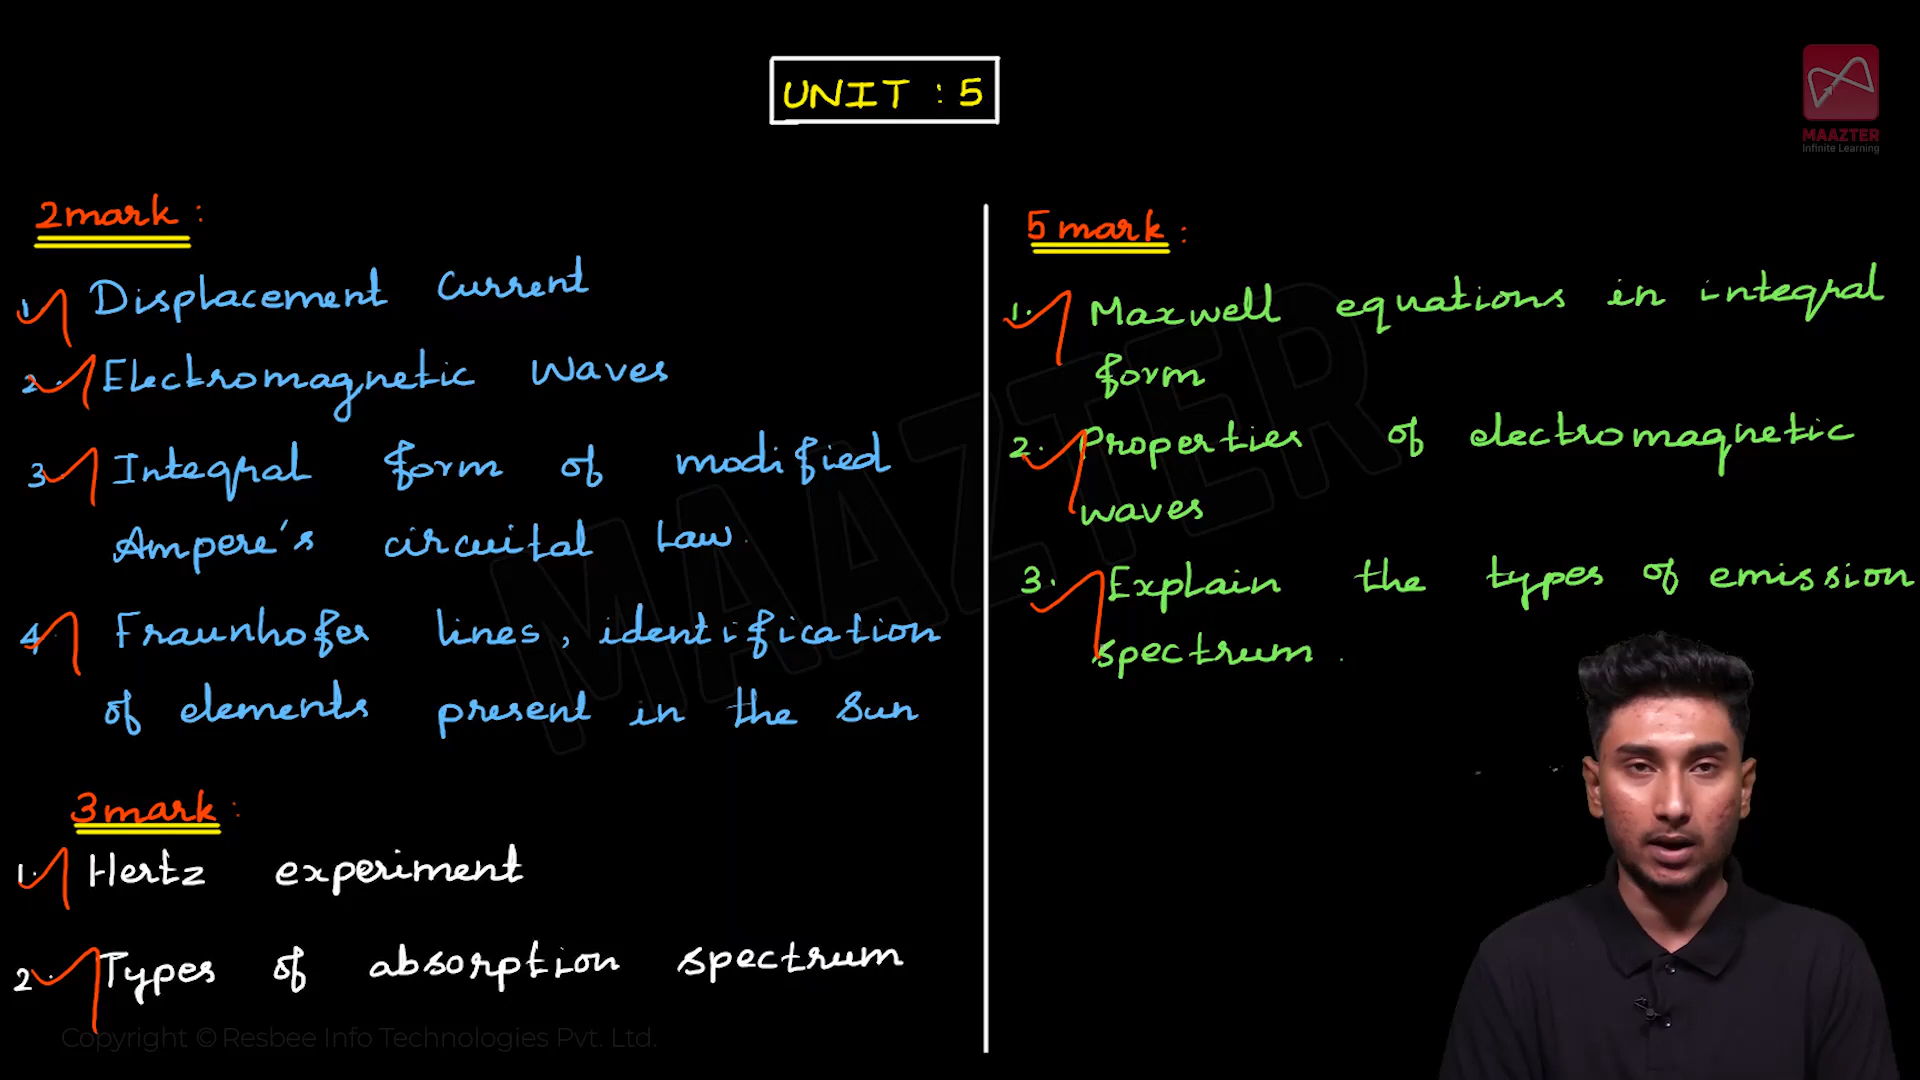 UNIT : 5
MAAZTER
Infinite Learning
2mark :
1. Displacement Current
2. Electromagnetic Waves
3. Integral form of modified
Ampere's circuital Law.
4. Fraunhofer lines, identification
of elements present in the Sun
3mark :
1. Hertz experiment
2. Types of absorption spectrum
5 mark :
1. Maxwell equations in integral
form
2. Properties of electromagnetic
waves
3. Explain the types of emission
spectrum.
MAAZTER
Copyright © Resbee Info Technologies Pvt. Ltd.